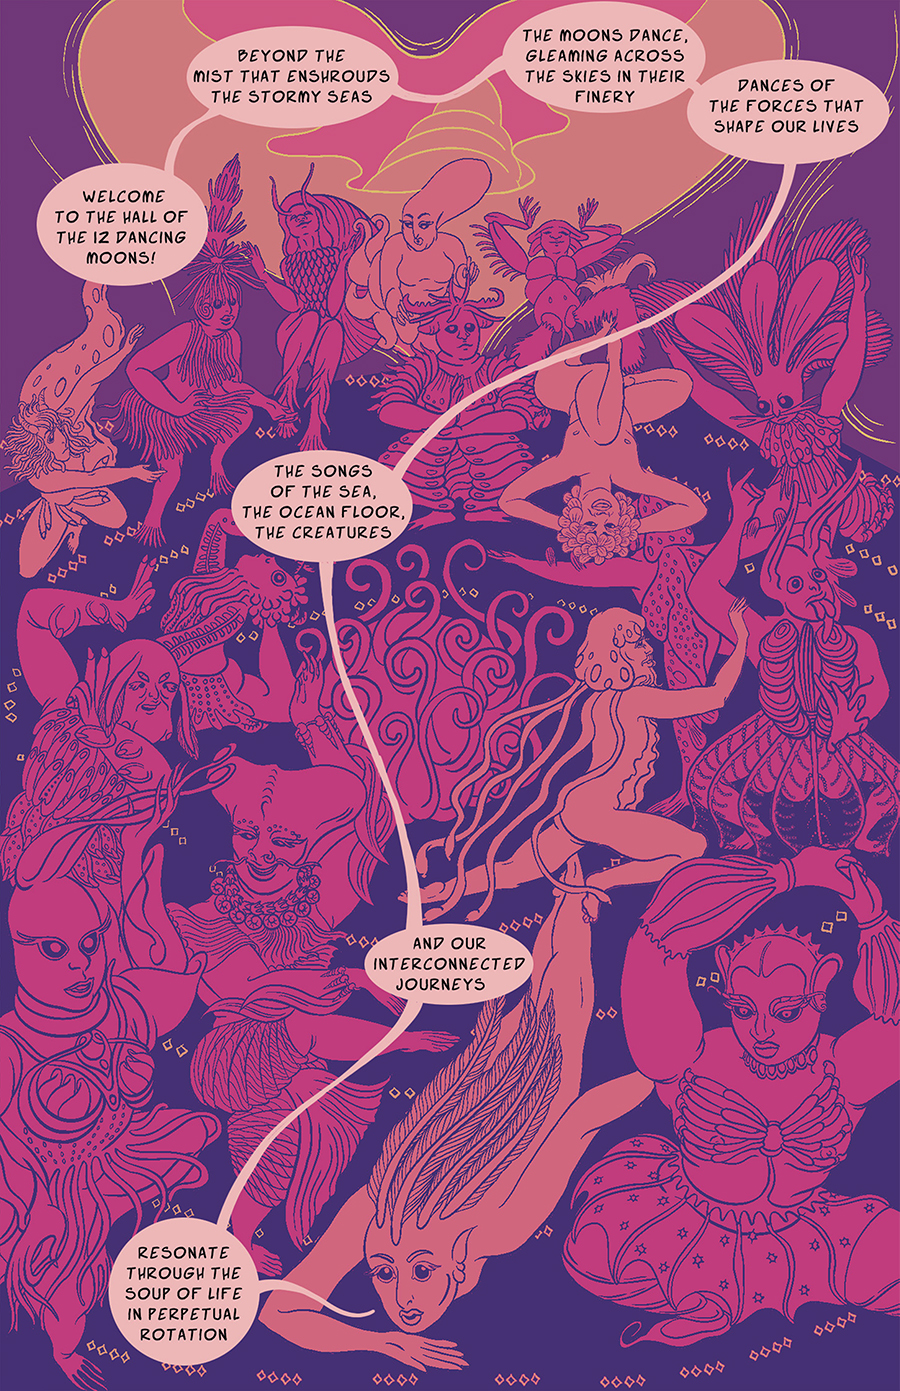 WELCOME
TO THE HALL OF
THE 12 DANCING
MOONS!
BEYOND THE
MIST THAT ENSHROUDS
THE STORMY SEAS
THE MOONS DANCE,
GLEAMING ACROSS
THE SKIES IN THEIR
FINERY
DANCES OF
THE FORCES THAT
SHAPE OUR LIVES
THE SONGS
OF THE SEA,
THE OCEAN FLOOR,
THE CREATURES
AND OUR
INTERCONNECTED
JOURNEYS
RESONATE
THROUGH THE
SOUP OF LIFE
IN PERPETUAL
ROTATION